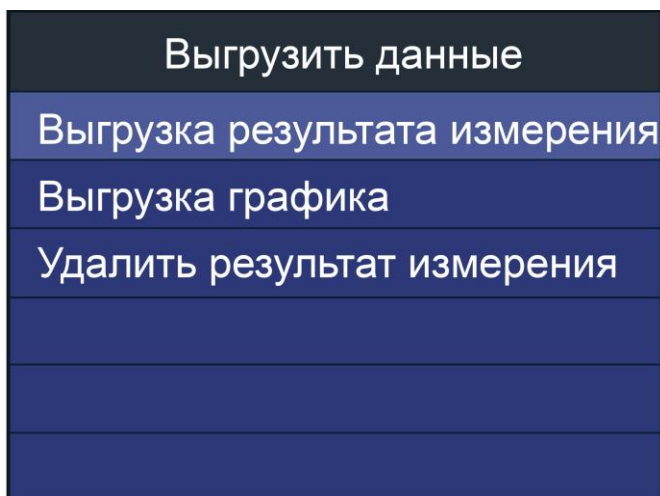 Выгрузить данные
Выгрузка результата измерения
Выгрузка графика
Удалить результат измерения